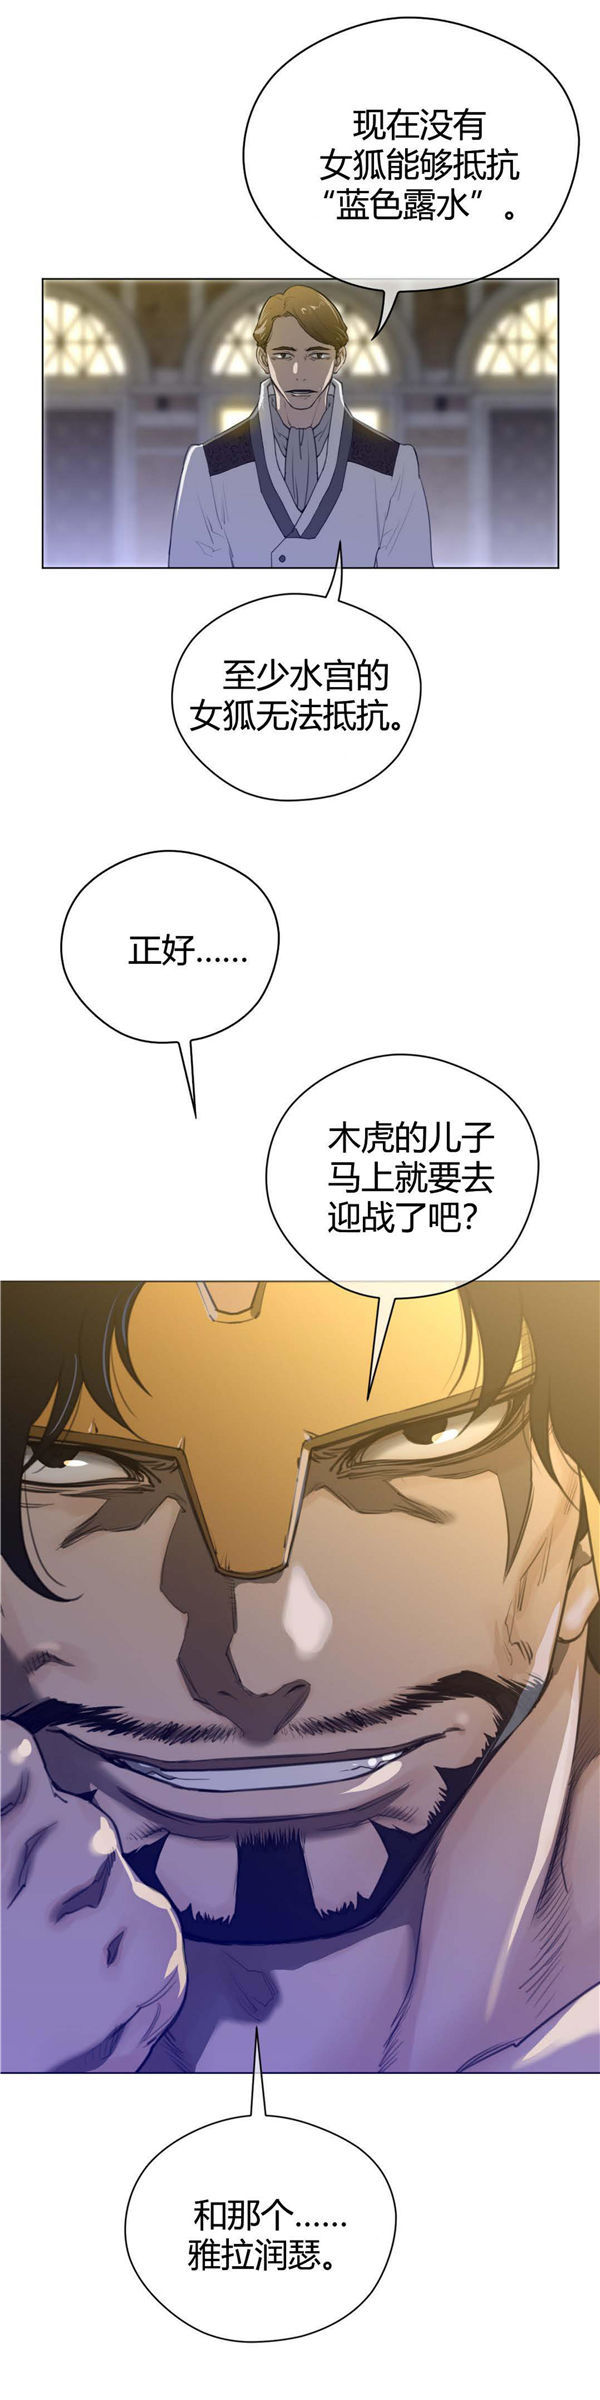 现在没有
女狐能够抵抗
“蓝色露水”。
至少水宫的
女狐无法抵抗。
正好……
木虎的儿子
马上就要去
迎战了吧？
和那个……
雅拉润瑟。